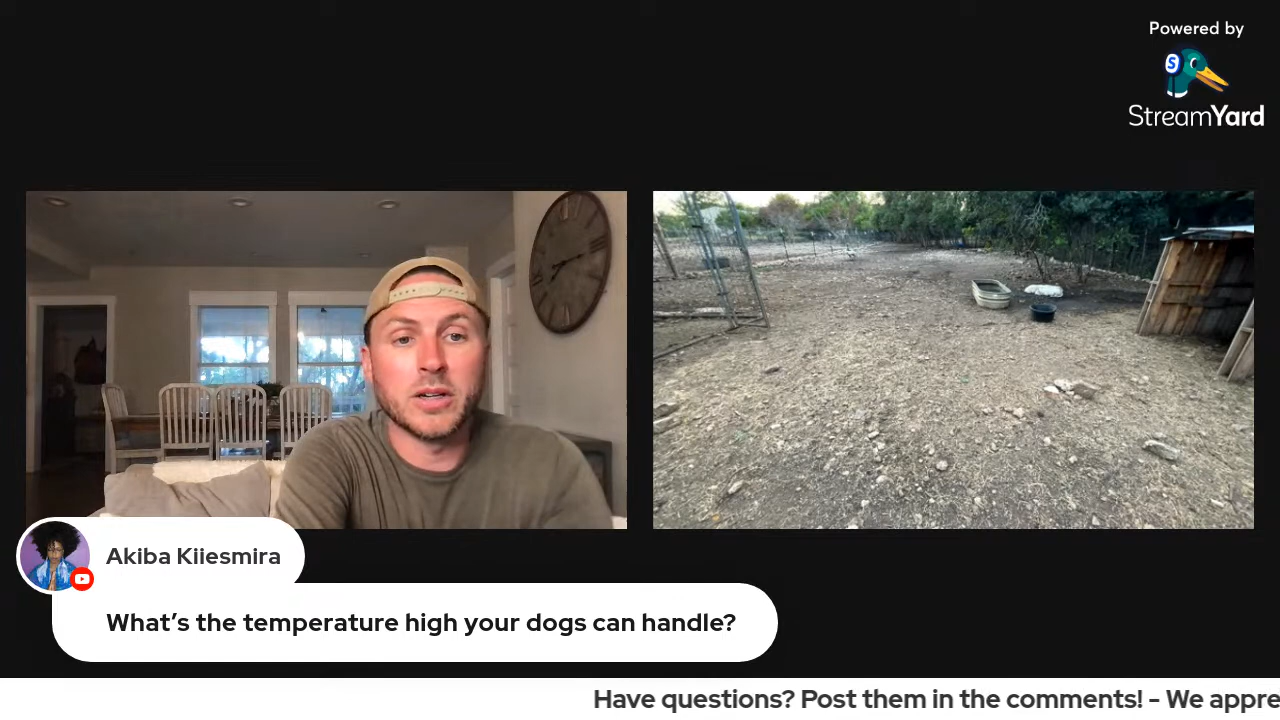 Powered by
S
StreamYard
Akiba Kiiesmira
What’s the temperature high your dogs can handle?
Have questions? Post them in the comments! - We appre